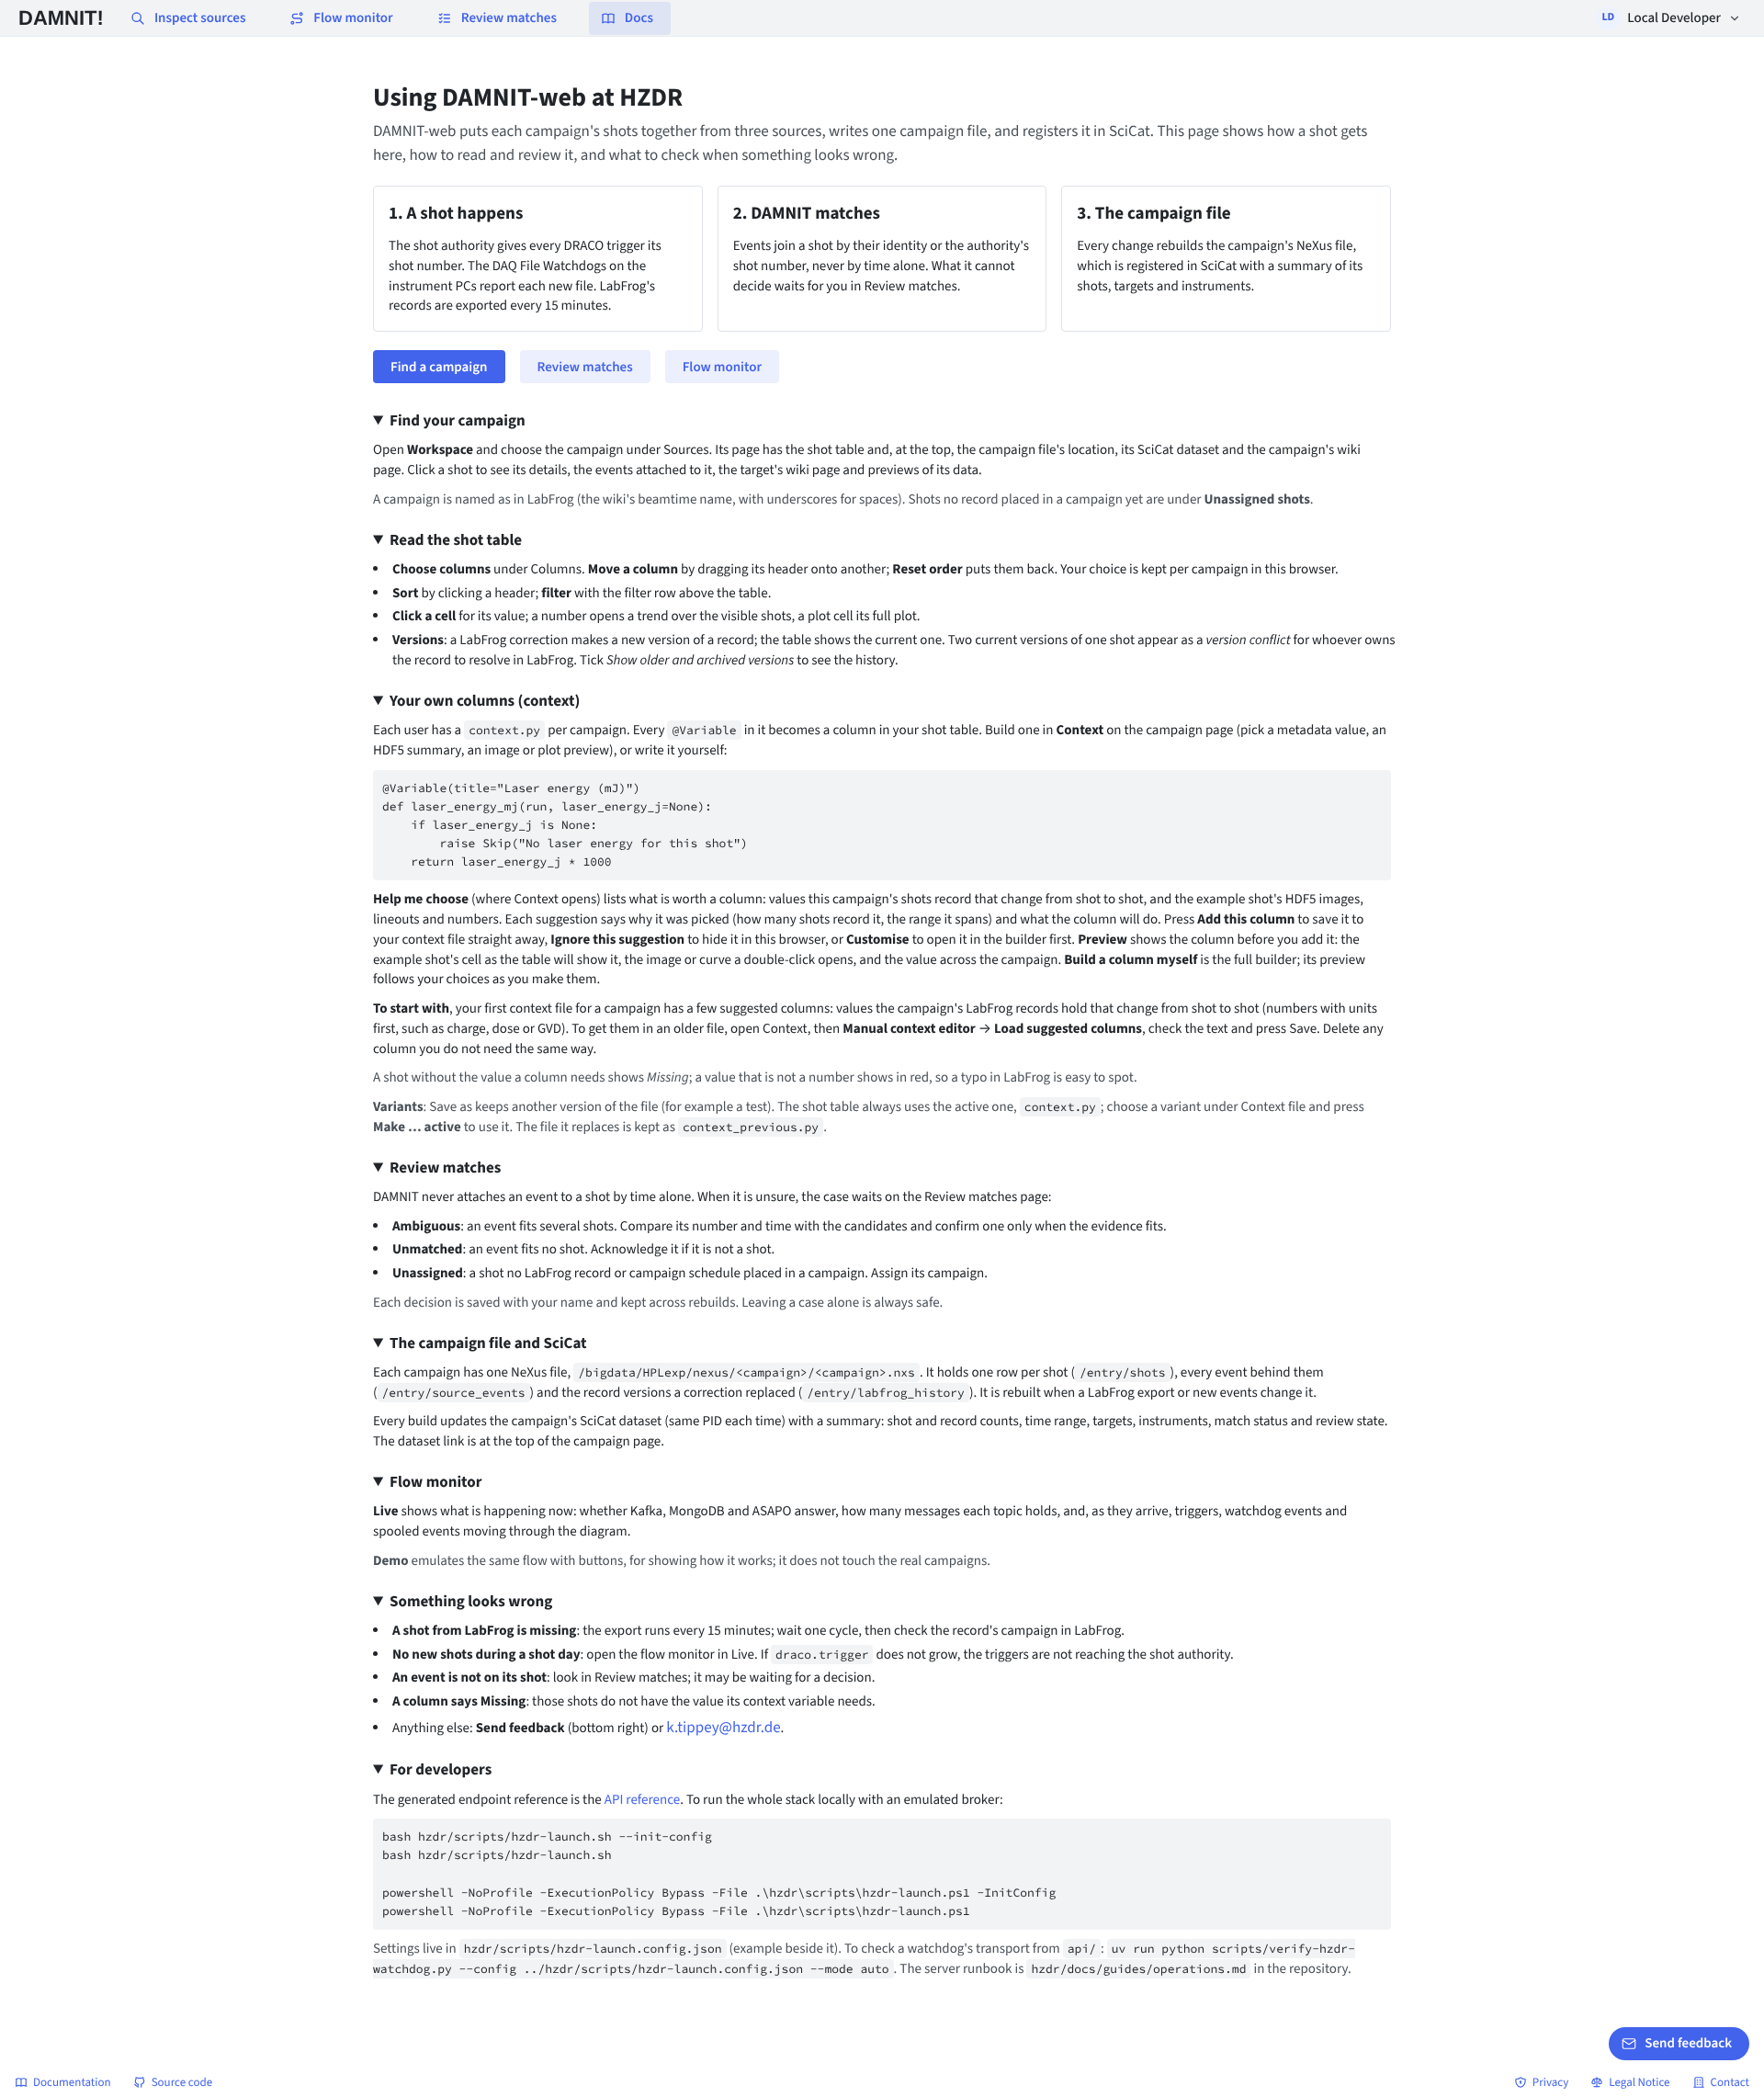 DAMNIT!
Inspect sources
Flow monitor
Review matches
Docs
LD
Local Developer
Using DAMNIT-web at HZDR
DAMNIT-web puts each campaign's shots together from three sources, writes one campaign file, and registers it in SciCat. This page shows how a shot gets
here, how to read and review it, and what to check when something looks wrong.
1. A shot happens
The shot authority gives every DRACO trigger its
shot number. The DAQ File Watchdogs on the
instrument PCs report each new file. LabFrog's
records are exported every 15 minutes.
2. DAMNIT matches
Events join a shot by their identity or the authority's
shot number, never by time alone. What it cannot
decide waits for you in Review matches.
3. The campaign file
Every change rebuilds the campaign's NeXus file,
which is registered in SciCat with a summary of its
shots, targets and instruments.
Find a campaign
Review matches
Flow monitor
▼ Find your campaign
Open Workspace and choose the campaign under Sources. Its page has the shot table and, at the top, the campaign file's location, its SciCat dataset and the campaign's wiki
page. Click a shot to see its details, the events attached to it, the target's wiki page and previews of its data.
A campaign is named as in LabFrog (the wiki's beamtime name, with underscores for spaces). Shots no record placed in a campaign yet are under Unassigned shots.
▼ Read the shot table
• Choose columns under Columns. Move a column by dragging its header onto another; Reset order puts them back. Your choice is kept per campaign in this browser.
• Sort by clicking a header; filter with the filter row above the table.
• Click a cell for its value; a number opens a trend over the visible shots, a plot cell its full plot.
• Versions: a LabFrog correction makes a new version of a record; the table shows the current one. Two current versions of one shot appear as a version conflict for whoever owns
the record to resolve in LabFrog. Tick Show older and archived versions to see the history.
▼ Your own columns (context)
Each user has a context.py per campaign. Every @Variable in it becomes a column in your shot table. Build one in Context on the campaign page (pick a metadata value, an
HDF5 summary, an image or plot preview), or write it yourself:
@Variable(title="Laser energy (mJ)")
def laser_energy_mj(run, laser_energy_j=None):
    if laser_energy_j is None:
        raise Skip("No laser energy for this shot")
    return laser_energy_j * 1000
Help me choose (where Context opens) lists what is worth a column: values this campaign's shots record that change from shot to shot, and the example shot's HDF5 images,
lineouts and numbers. Each suggestion says why it was picked (how many shots record it, the range it spans) and what the column will do. Press Add this column to save it to
your context file straight away, Ignore this suggestion to hide it in this browser, or Customise to open it in the builder first. Preview shows the column before you add it: the
example shot's cell as the table will show it, the image or curve a double-click opens, and the value across the campaign. Build a column myself is the full builder; its preview
follows your choices as you make them.
To start with, your first context file for a campaign has a few suggested columns: values the campaign's LabFrog records hold that change from shot to shot (numbers with units
first, such as charge, dose or GVD). To get them in an older file, open Context, then Manual context editor → Load suggested columns, check the text and press Save. Delete any
column you do not need the same way.
A shot without the value a column needs shows Missing; a value that is not a number shows in red, so a typo in LabFrog is easy to spot.
Variants: Save as keeps another version of the file (for example a test). The shot table always uses the active one, context.py; choose a variant under Context file and press
Make ... active to use it. The file it replaces is kept as context_previous.py.
▼ Review matches
DAMNIT never attaches an event to a shot by time alone. When it is unsure, the case waits on the Review matches page:
• Ambiguous: an event fits several shots. Compare its number and time with the candidates and confirm one only when the evidence fits.
• Unmatched: an event fits no shot. Acknowledge it if it is not a shot.
• Unassigned: a shot no LabFrog record or campaign schedule placed in a campaign. Assign its campaign.
Each decision is saved with your name and kept across rebuilds. Leaving a case alone is always safe.
▼ The campaign file and SciCat
Each campaign has one NeXus file, /bigdata/HPLexp/nexus/<campaign>/<campaign>.nxs. It holds one row per shot (/entry/shots), every event behind them
(/entry/source_events) and the record versions a correction replaced (/entry/labfrog_history). It is rebuilt when a LabFrog export or new events change it.
Every build updates the campaign's SciCat dataset (same PID each time) with a summary: shot and record counts, time range, targets, instruments, match status and review state.
The dataset link is at the top of the campaign page.
▼ Flow monitor
Live shows what is happening now: whether Kafka, MongoDB and ASAPO answer, how many messages each topic holds, and, as they arrive, triggers, watchdog events and
spooled events moving through the diagram.
Demo emulates the same flow with buttons, for showing how it works; it does not touch the real campaigns.
▼ Something looks wrong
• A shot from LabFrog is missing: the export runs every 15 minutes; wait one cycle, then check the record's campaign in LabFrog.
• No new shots during a shot day: open the flow monitor in Live. If draco.trigger does not grow, the triggers are not reaching the shot authority.
• An event is not on its shot: look in Review matches; it may be waiting for a decision.
• A column says Missing: those shots do not have the value its context variable needs.
• Anything else: Send feedback (bottom right) or k.tippey@hzdr.de.
▼ For developers
The generated endpoint reference is the API reference. To run the whole stack locally with an emulated broker:
bash hzdr/scripts/hzdr-launch.sh --init-config
bash hzdr/scripts/hzdr-launch.sh
powershell -NoProfile -ExecutionPolicy Bypass -File .\hzdr\scripts\hzdr-launch.ps1 -InitConfig
powershell -NoProfile -ExecutionPolicy Bypass -File .\hzdr\scripts\hzdr-launch.ps1
Settings live in hzdr/scripts/hzdr-launch.config.json (example beside it). To check a watchdog's transport from api/: uv run python scripts/verify-hzdr-
watchdog.py --config ../hzdr/scripts/hzdr-launch.config.json --mode auto. The server runbook is hzdr/docs/guides/operations.md in the repository.
Send feedback
Documentation
Source code
Privacy
Legal Notice
Contact